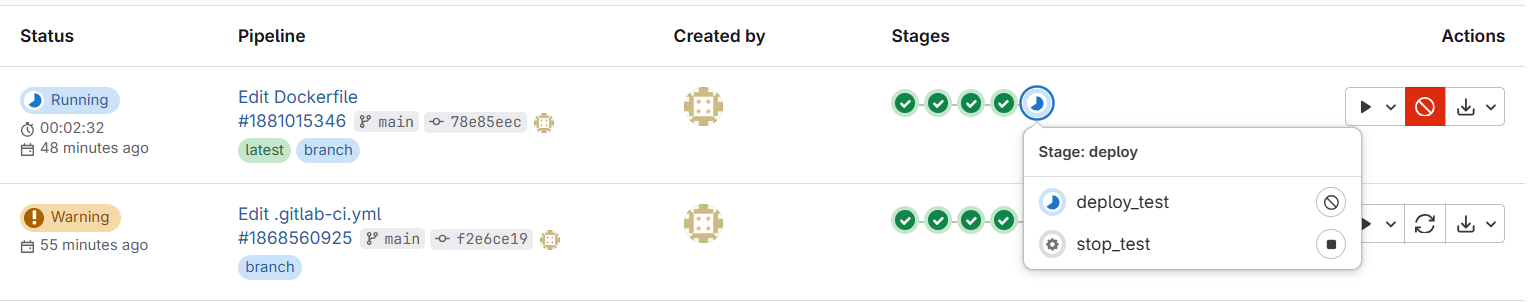 Status Pipeline Created by Stages Actions
Running Edit Dockerfile
#1881015346 main 78e85eec
00:02:32
48 minutes ago
latest branch
Stage: deploy
deploy_test
stop_test
Warning Edit .gitlab-ci.yml
#1868560925 main f2e6ce19
55 minutes ago
branch